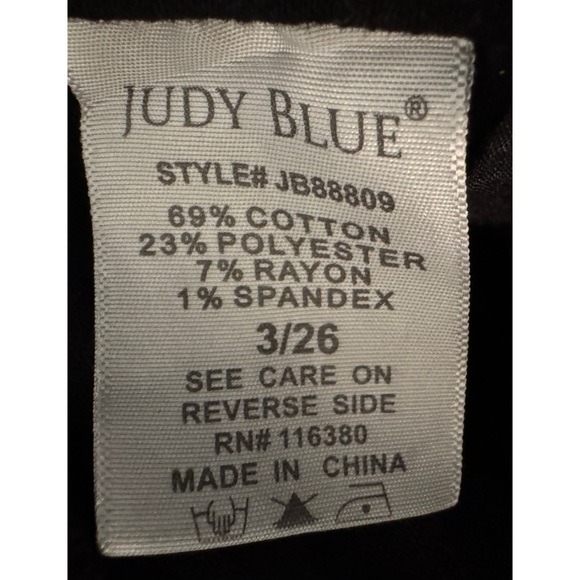 JUDY BLUE®
STYLE# JB88809
69% COTTON
23% POLYESTER
7% RAYON
1% SPANDEX
3/26
SEE CARE ON
REVERSE SIDE
RN# 116380
MADE IN CHINA